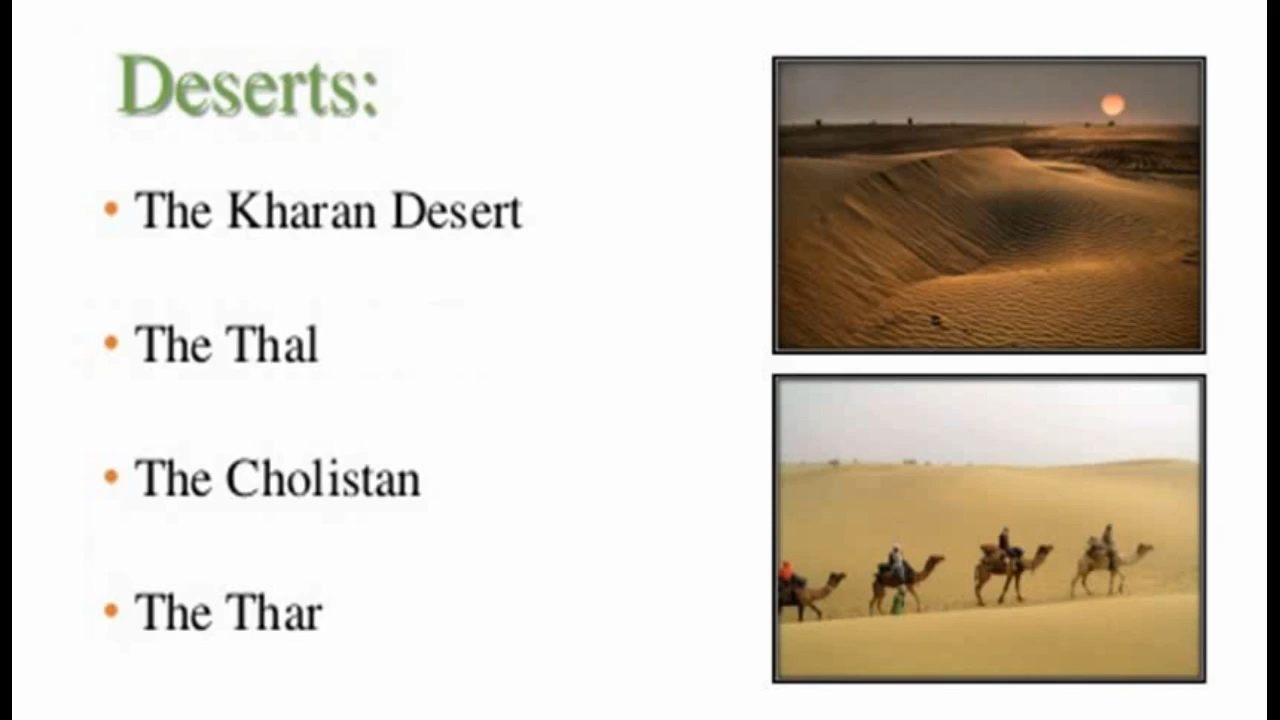 Deserts:
• The Kharan Desert
• The Thal
• The Cholistan
• The Thar